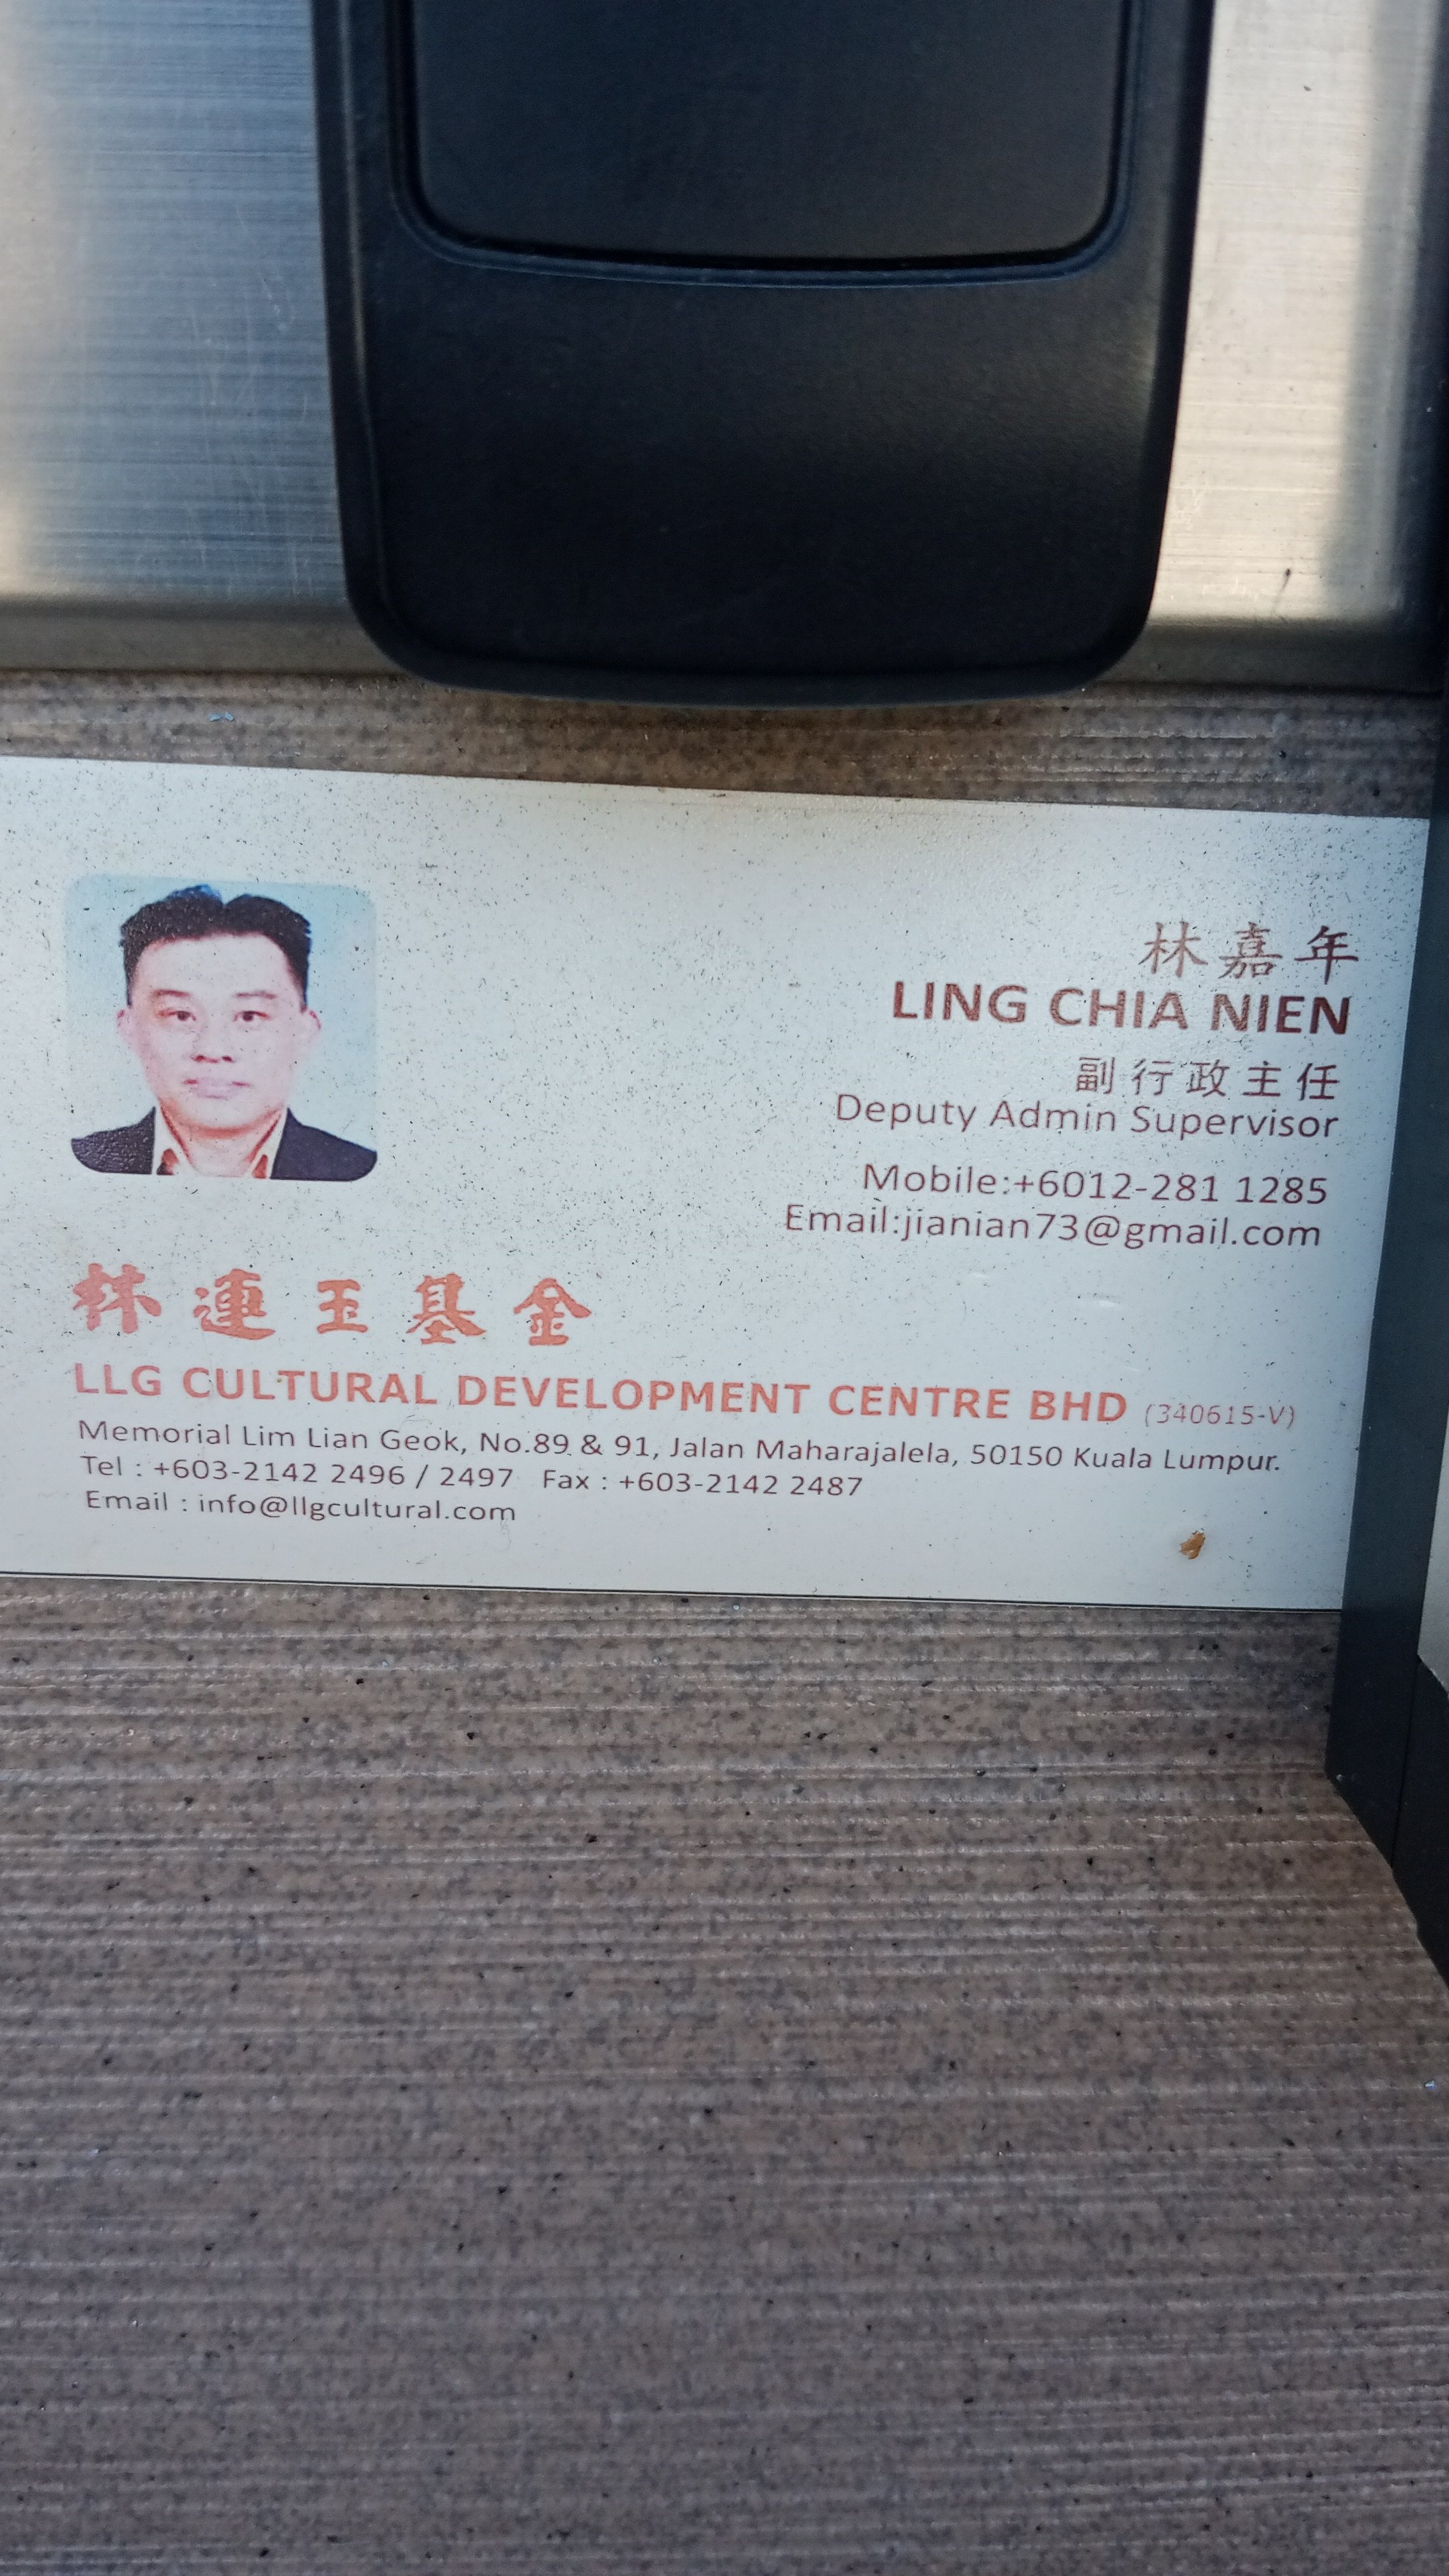 林嘉年
LING CHIA NIEN
副行政主任
Deputy Admin Supervisor
Mobile:+6012-281 1285
Email:jianian73@gmail.com
林連玉基金
LLG CULTURAL DEVELOPMENT CENTRE BHD (340615-V)
Memorial Lim Lian Geok, No.89 & 91, Jalan Maharajalela, 50150 Kuala Lumpur.
Tel : +603-2142 2496 / 2497 Fax : +603-2142 2487
Email : info@llgcultural.com